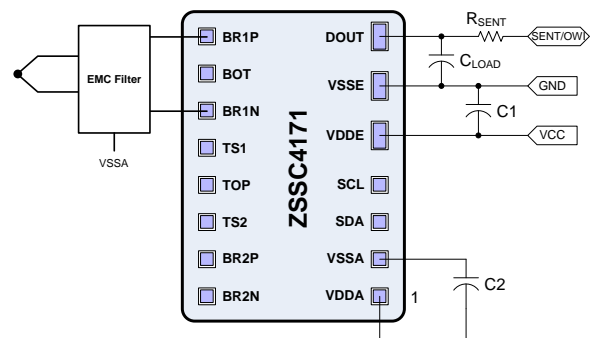 BR1P
BOT
BR1N
TS1
TOP
TS2
BR2P
BR2N
EMC Filter
VSSA
ZSSC4171
DOUT
VSSE
VDDE
SCL
SDA
VSSA
VDDA
1
RSENT
SENT/OWI
CLOAD
GND
C1
VCC
C2